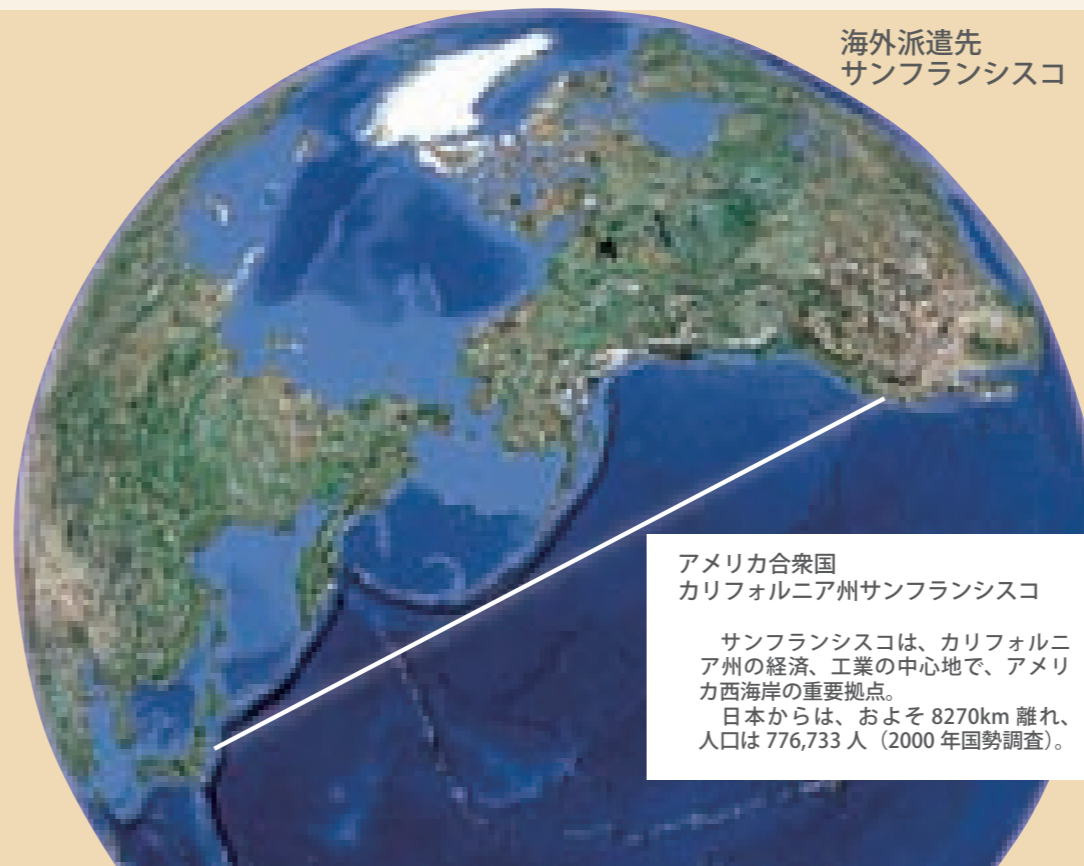 海外派遣先
サンフランシスコ
アメリカ合衆国
カリフォルニア州サンフランシスコ
　サンフランシスコは、カリフォルニ
ア州の経済、工業の中心地で、アメリ
カ西海岸の重要拠点。
　日本からは、およそ 8270km 離れ、
人口は 776,733 人（2000 年国勢調査）。